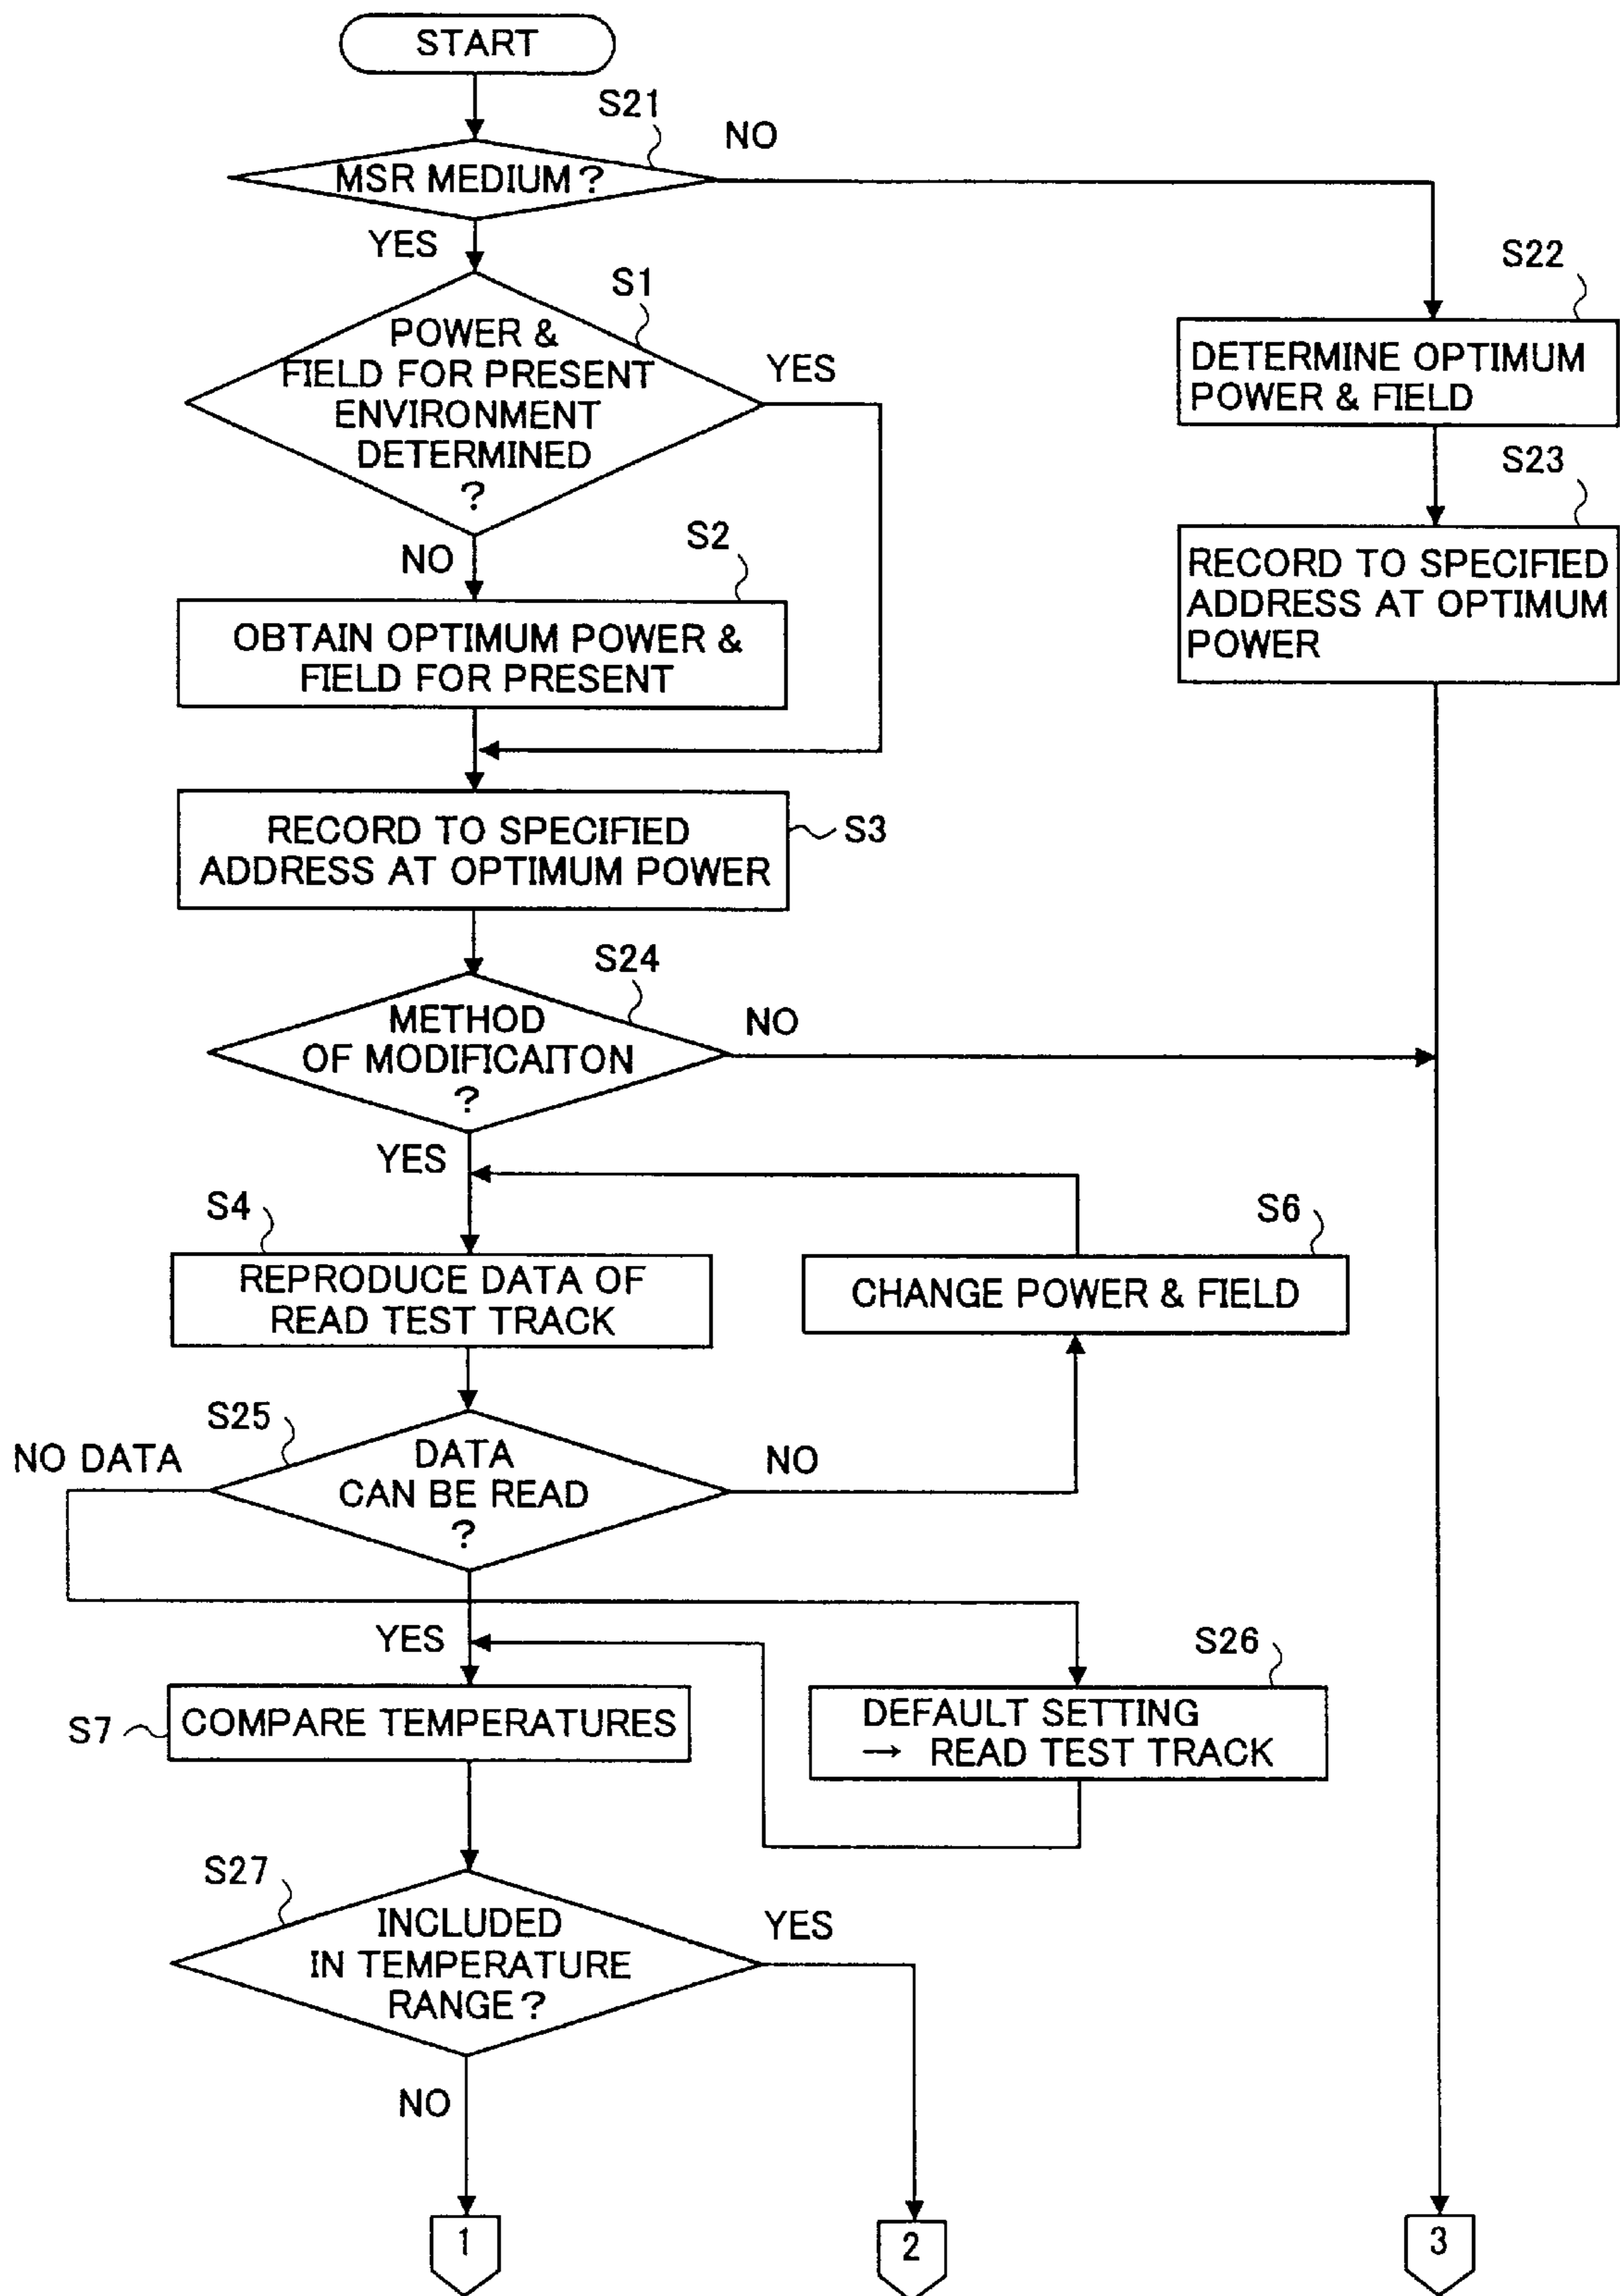 START
S21
NO
MSR MEDIUM?
YES
S1
S22
POWER &
FIELD FOR PRESENT
ENVIRONMENT
DETERMINED
?
YES
DETERMINE OPTIMUM
POWER & FIELD
NO
S2
S23
OBTAIN OPTIMUM POWER &
FIELD FOR PRESENT
RECORD TO SPECIFIED
ADDRESS AT OPTIMUM
POWER
RECORD TO SPECIFIED
ADDRESS AT OPTIMUM POWER
S3
S24
METHOD
OF MODIFICAITON
?
NO
YES
S4
S6
REPRODUCE DATA OF
READ TEST TRACK
CHANGE POWER & FIELD
S25
NO DATA
DATA
CAN BE READ
?
NO
YES
S26
S7
COMPARE TEMPERATURES
DEFAULT SETTING
→ READ TEST TRACK
S27
INCLUDED
IN TEMPERATURE
RANGE?
YES
NO
1
2
3